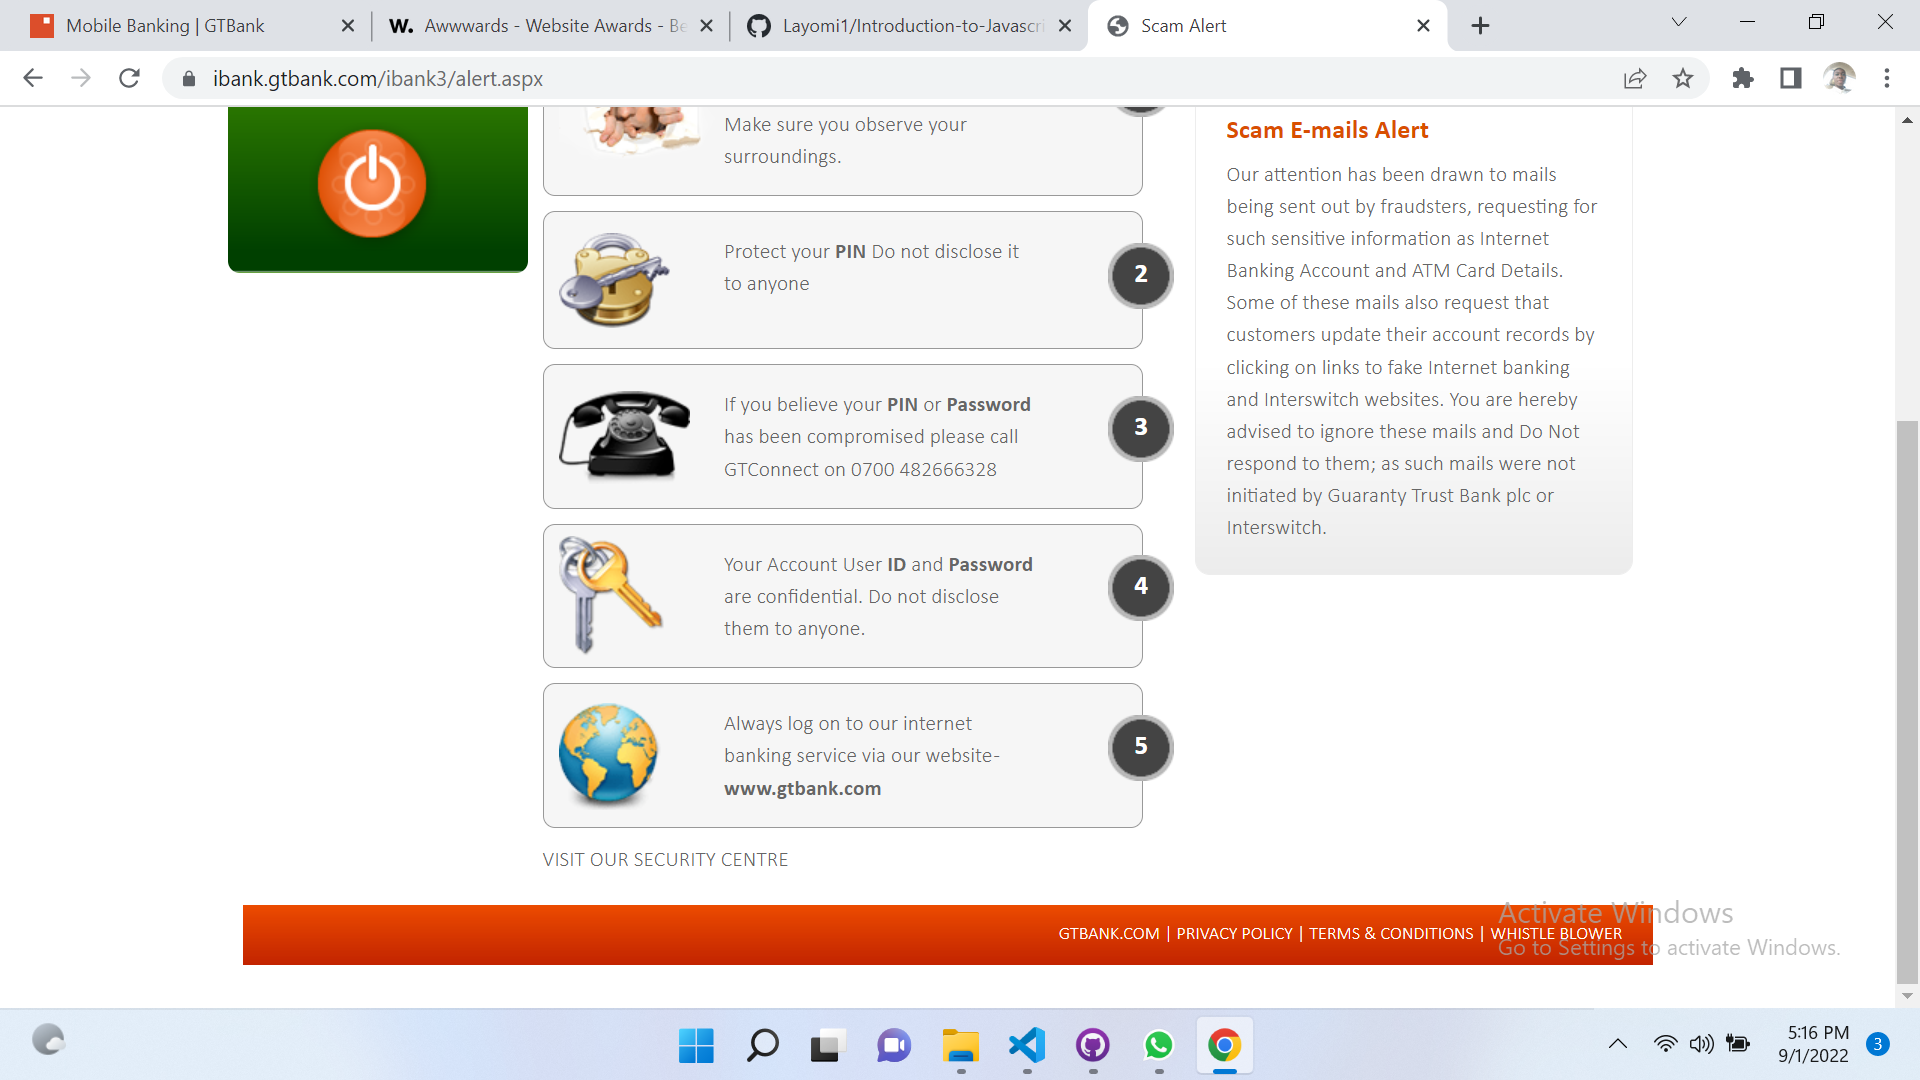 Mobile Banking | GTBank
Awwwards - Website Awards - Be
Layomi1/Introduction-to-Javascri
Scam Alert
ibank.gtbank.com/ibank3/alert.aspx
Make sure you observe your
surroundings.
Protect your PIN Do not disclose it
to anyone
2
If you believe your PIN or Password
has been compromised please call
GTConnect on 0700 482666328
3
Your Account User ID and Password
are confidential. Do not disclose
them to anyone.
4
Always log on to our internet
banking service via our website-
www.gtbank.com
5
VISIT OUR SECURITY CENTRE
Scam E-mails Alert
Our attention has been drawn to mails
being sent out by fraudsters, requesting for
such sensitive information as Internet
Banking Account and ATM Card Details.
Some of these mails also request that
customers update their account records by
clicking on links to fake Internet banking
and Interswitch websites. You are hereby
advised to ignore these mails and Do Not
respond to them; as such mails were not
initiated by Guaranty Trust Bank plc or
Interswitch.
GTBANK.COM | PRIVACY POLICY | TERMS & CONDITIONS | WHISTLE BLOWER
Activate Windows
Go to Settings to activate Windows.
5:16 PM
9/1/2022
3